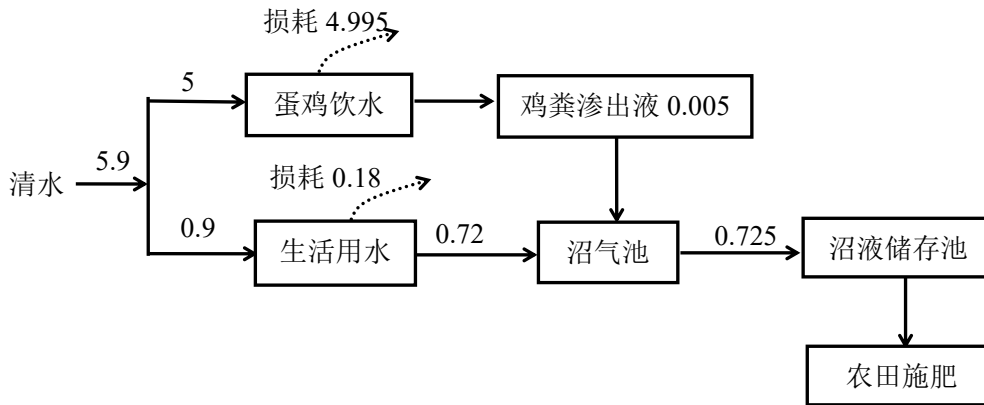 损耗 4.995
5
蛋鸡饮水
鸡粪渗出液 0.005
5.9
清水
损耗 0.18
0.9
生活用水
0.72
沼气池
0.725
沼液储存池
农田施肥